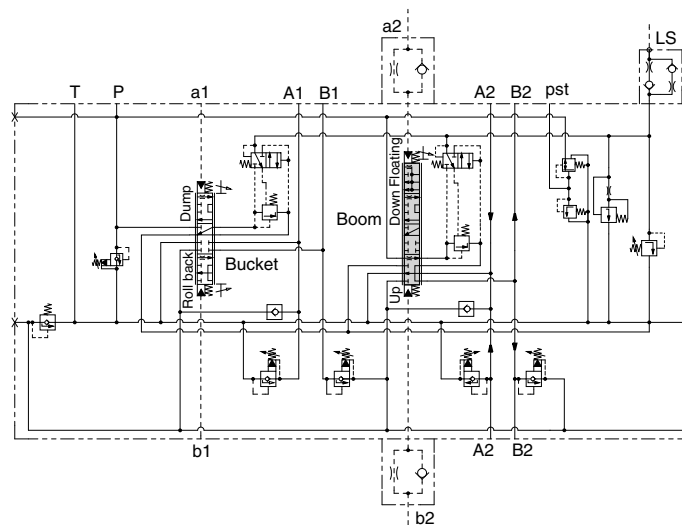 a2
LS
T P a1 A1 B1 A2 B2 pst
Dump
Down Floating
Boom
Bucket
Roll back
Up
b1 A2 B2
b2